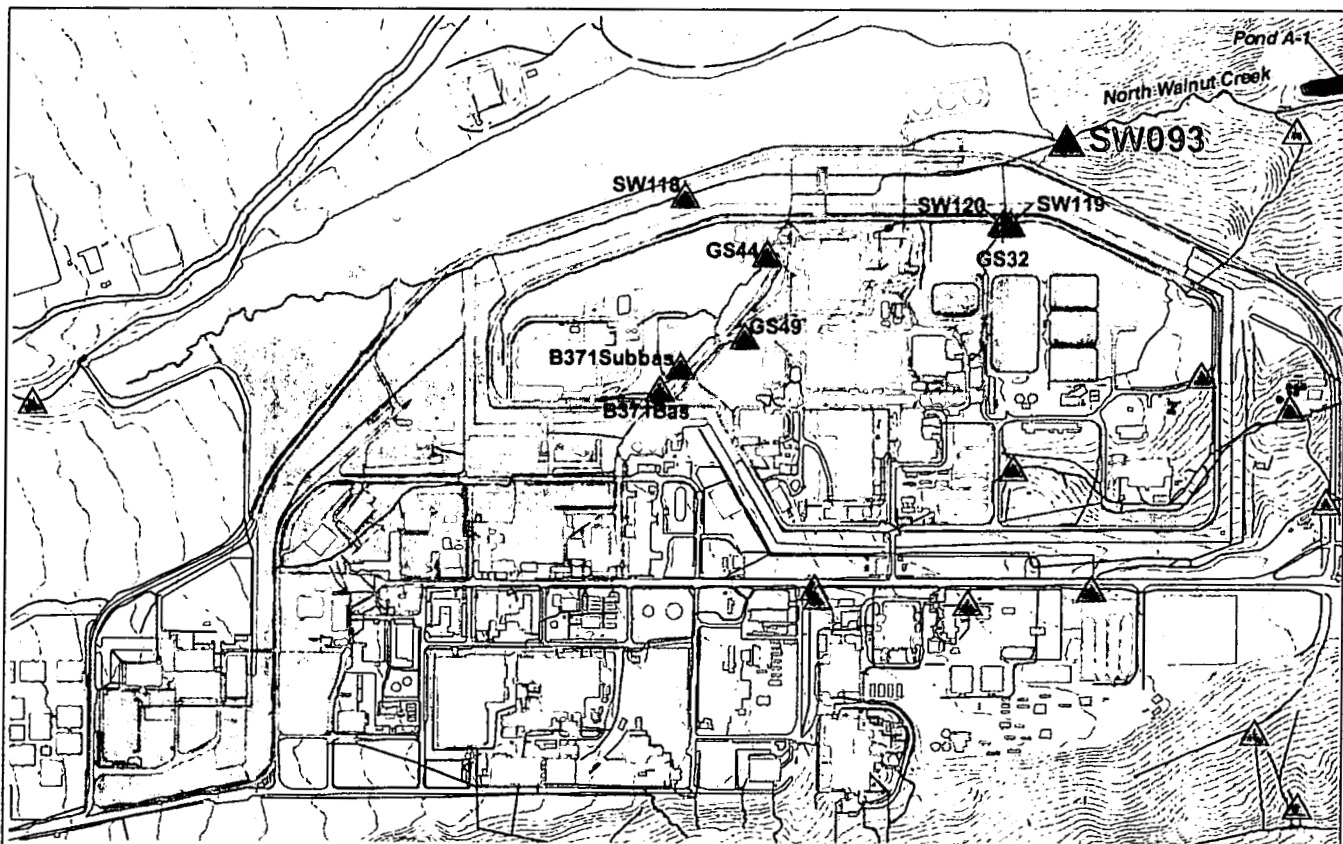 Pond A-1
North Walnut Creek
SW093
SW118
SW120
SW119
GS44
GS32
GS49
B371Subbas
B371Bas